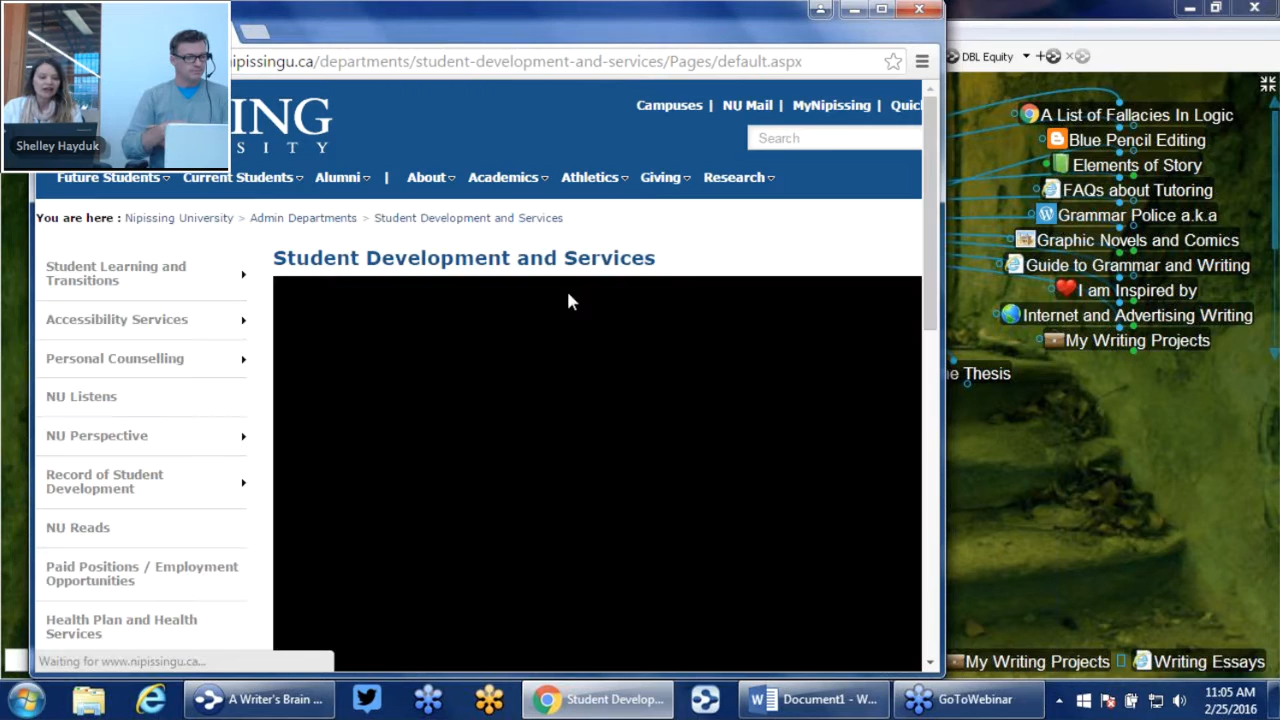 Shelley Hayduk
nipissingu.ca/departments/student-development-and-services/Pages/default.aspx
ING
SITY
Campuses | NU Mail | MyNipissing | Quic
Search
Future Students Current Students Alumni | About Academics Athletics Giving Research
You are here : Nipissing University > Admin Departments > Student Development and Services
Student Development and Services
Student Learning and
Transitions
Accessibility Services
Personal Counselling
NU Listens
NU Perspective
Record of Student
Development
NU Reads
Paid Positions / Employment
Opportunities
Health Plan and Health
Services
Waiting for www.nipissingu.ca...
DBL Equity
A List of Fallacies In Logic
Blue Pencil Editing
Elements of Story
FAQs about Tutoring
Grammar Police a.k.a
Graphic Novels and Comics
Guide to Grammar and Writing
I am Inspired by
Internet and Advertising Writing
My Writing Projects
e Thesis
My Writing Projects Writing Essays
A Writer's Brain ...
Student Develop...
Document1 - W...
GoToWebinar
11:05 AM
2/25/2016